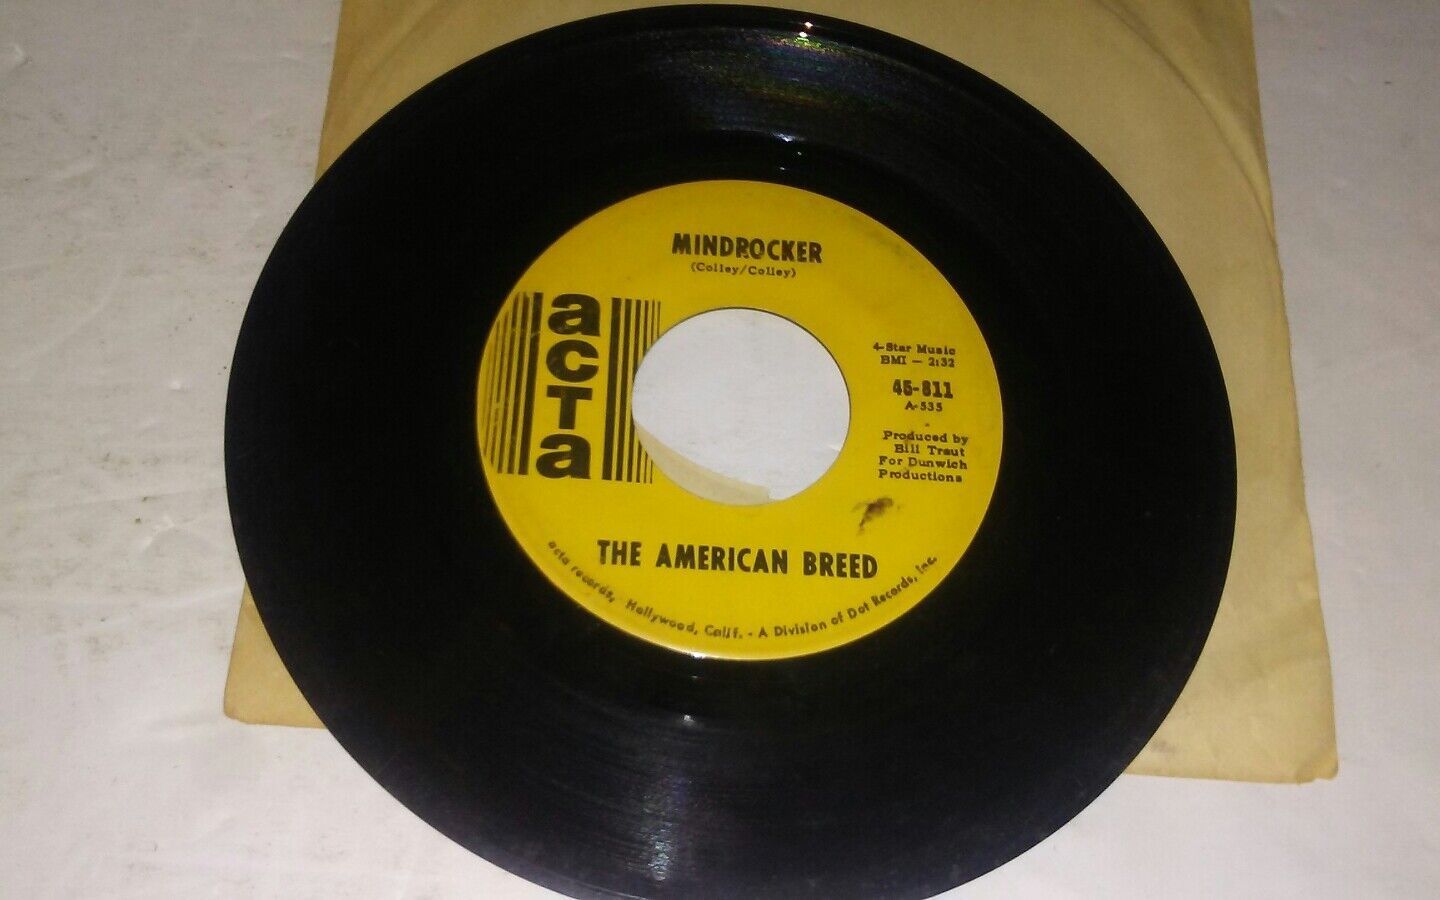 MINDROCKER
(Colley/Colley)
acta
4-Star Music
BMI — 2:32
45-811
A-535
Produced by
Bill Traut
For Dunwich
Productions
THE AMERICAN BREED
acta records, Hollywood, Calif. - A Division of Dot Records, Inc.